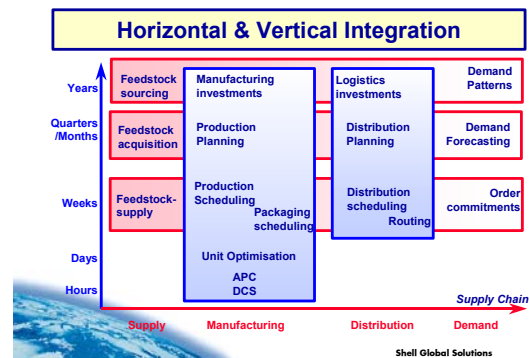 Horizontal & Vertical Integration
Years
Feedstock
sourcing
Manufacturing
investments
Logistics
investments
Demand
Patterns
Quarters
/Months
Feedstock
acquisition
Production
Planning
Distribution
Planning
Demand
Forecasting
Weeks
Feedstock-
supply
Production
Scheduling
Packaging
scheduling
Distribution
scheduling
Routing
Order
commitments
Days
Unit Optimisation
Hours
APC
DCS
Supply Chain
Supply
Manufacturing
Distribution
Demand
Shell Global Solutions